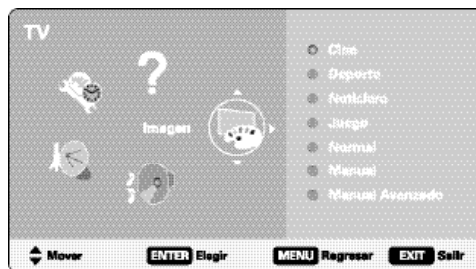 TV
?
Imagen
Cine
Deporte
Noticiero
Juego
Normal
Manual
Manual Avanzado
Mover ENTER Elegir MENU Regresar EXIT Salir